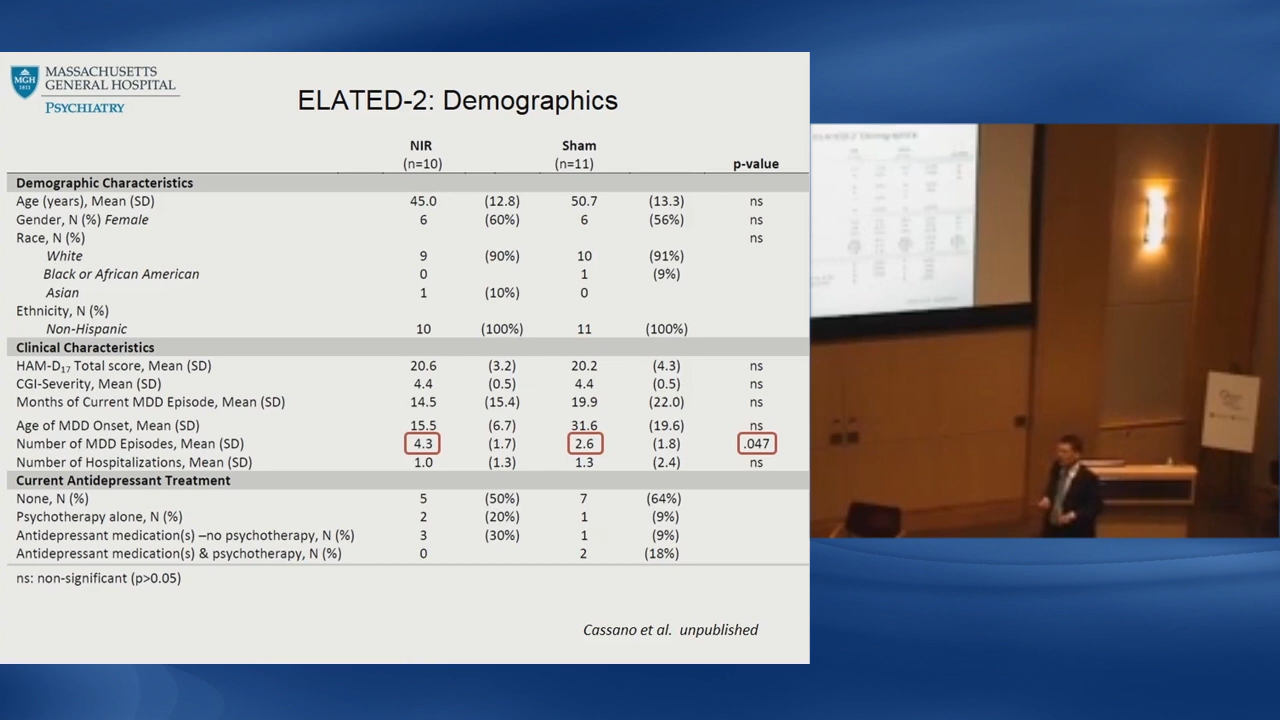 MGH
1811
MASSACHUSETTS
GENERAL HOSPITAL
PSYCHIATRY
ELATED-2: Demographics
NIR Sham
(n=10) (n=11) p-value
Demographic Characteristics
Age (years), Mean (SD) 45.0 (12.8) 50.7 (13.3) ns
Gender, N (%) Female 6 (60%) 6 (56%) ns
Race, N (%) ns
White 9 (90%) 10 (91%)
Black or African American 0 1 (9%)
Asian 1 (10%) 0
Ethnicity, N (%)
Non-Hispanic 10 (100%) 11 (100%)
Clinical Characteristics
HAM-D17 Total score, Mean (SD) 20.6 (3.2) 20.2 (4.3) ns
CGI-Severity, Mean (SD) 4.4 (0.5) 4.4 (0.5) ns
Months of Current MDD Episode, Mean (SD) 14.5 (15.4) 19.9 (22.0) ns
Age of MDD Onset, Mean (SD) 15.5 (6.7) 31.6 (19.6) ns
Number of MDD Episodes, Mean (SD) 4.3 (1.7) 2.6 (1.8) .047
Number of Hospitalizations, Mean (SD) 1.0 (1.3) 1.3 (2.4) ns
Current Antidepressant Treatment
None, N (%) 5 (50%) 7 (64%)
Psychotherapy alone, N (%) 2 (20%) 1 (9%)
Antidepressant medication(s) –no psychotherapy, N (%) 3 (30%) 1 (9%)
Antidepressant medication(s) & psychotherapy, N (%) 0 2 (18%)
ns: non-significant (p>0.05)
Cassano et al. unpublished